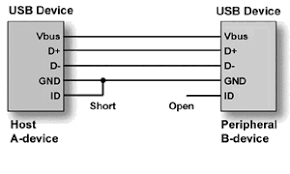 USB Device USB Device
Vbus Vbus
D+ D+
D- D-
GND GND
ID ID
Short Open
Host Peripheral
A-device B-device